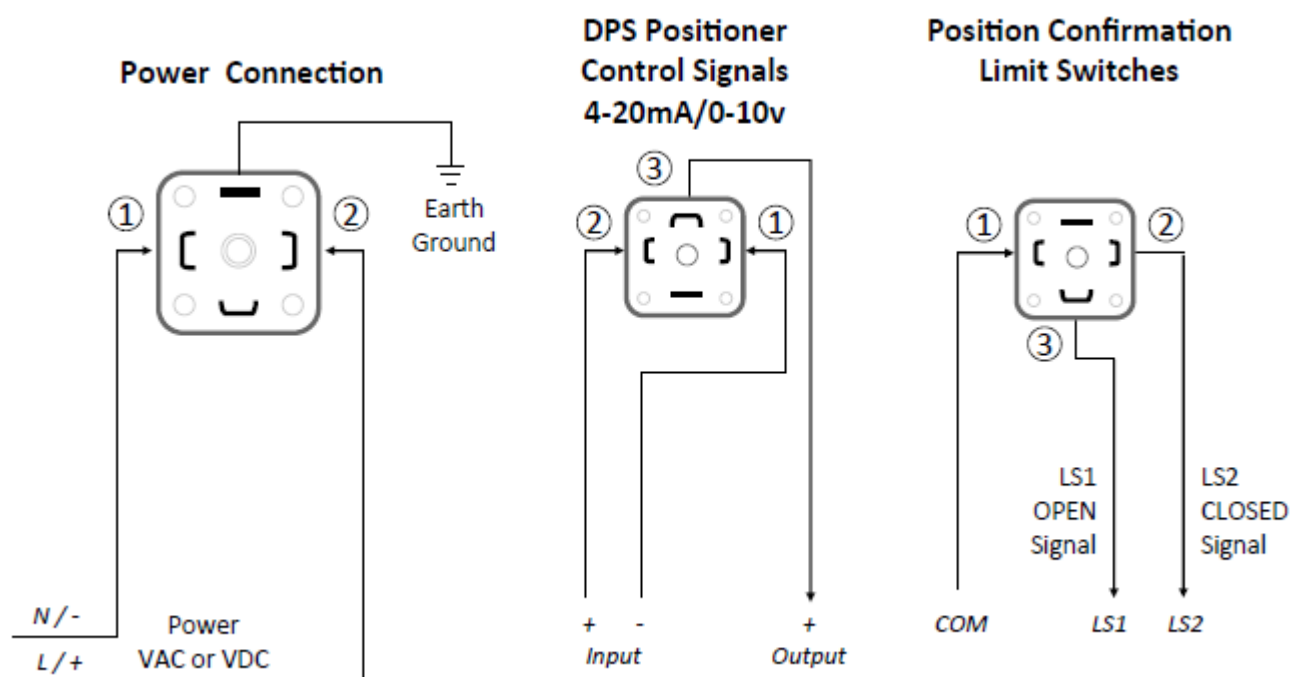 Power Connection
①
②
Earth
Ground
N / -
L / +
Power
VAC or VDC
DPS Positioner
Control Signals
4-20mA/0-10v
③
②
①
+
-
+
Input
Output
Position Confirmation
Limit Switches
①
②
③
LS1
OPEN
Signal
LS2
CLOSED
Signal
COM
LS1
LS2